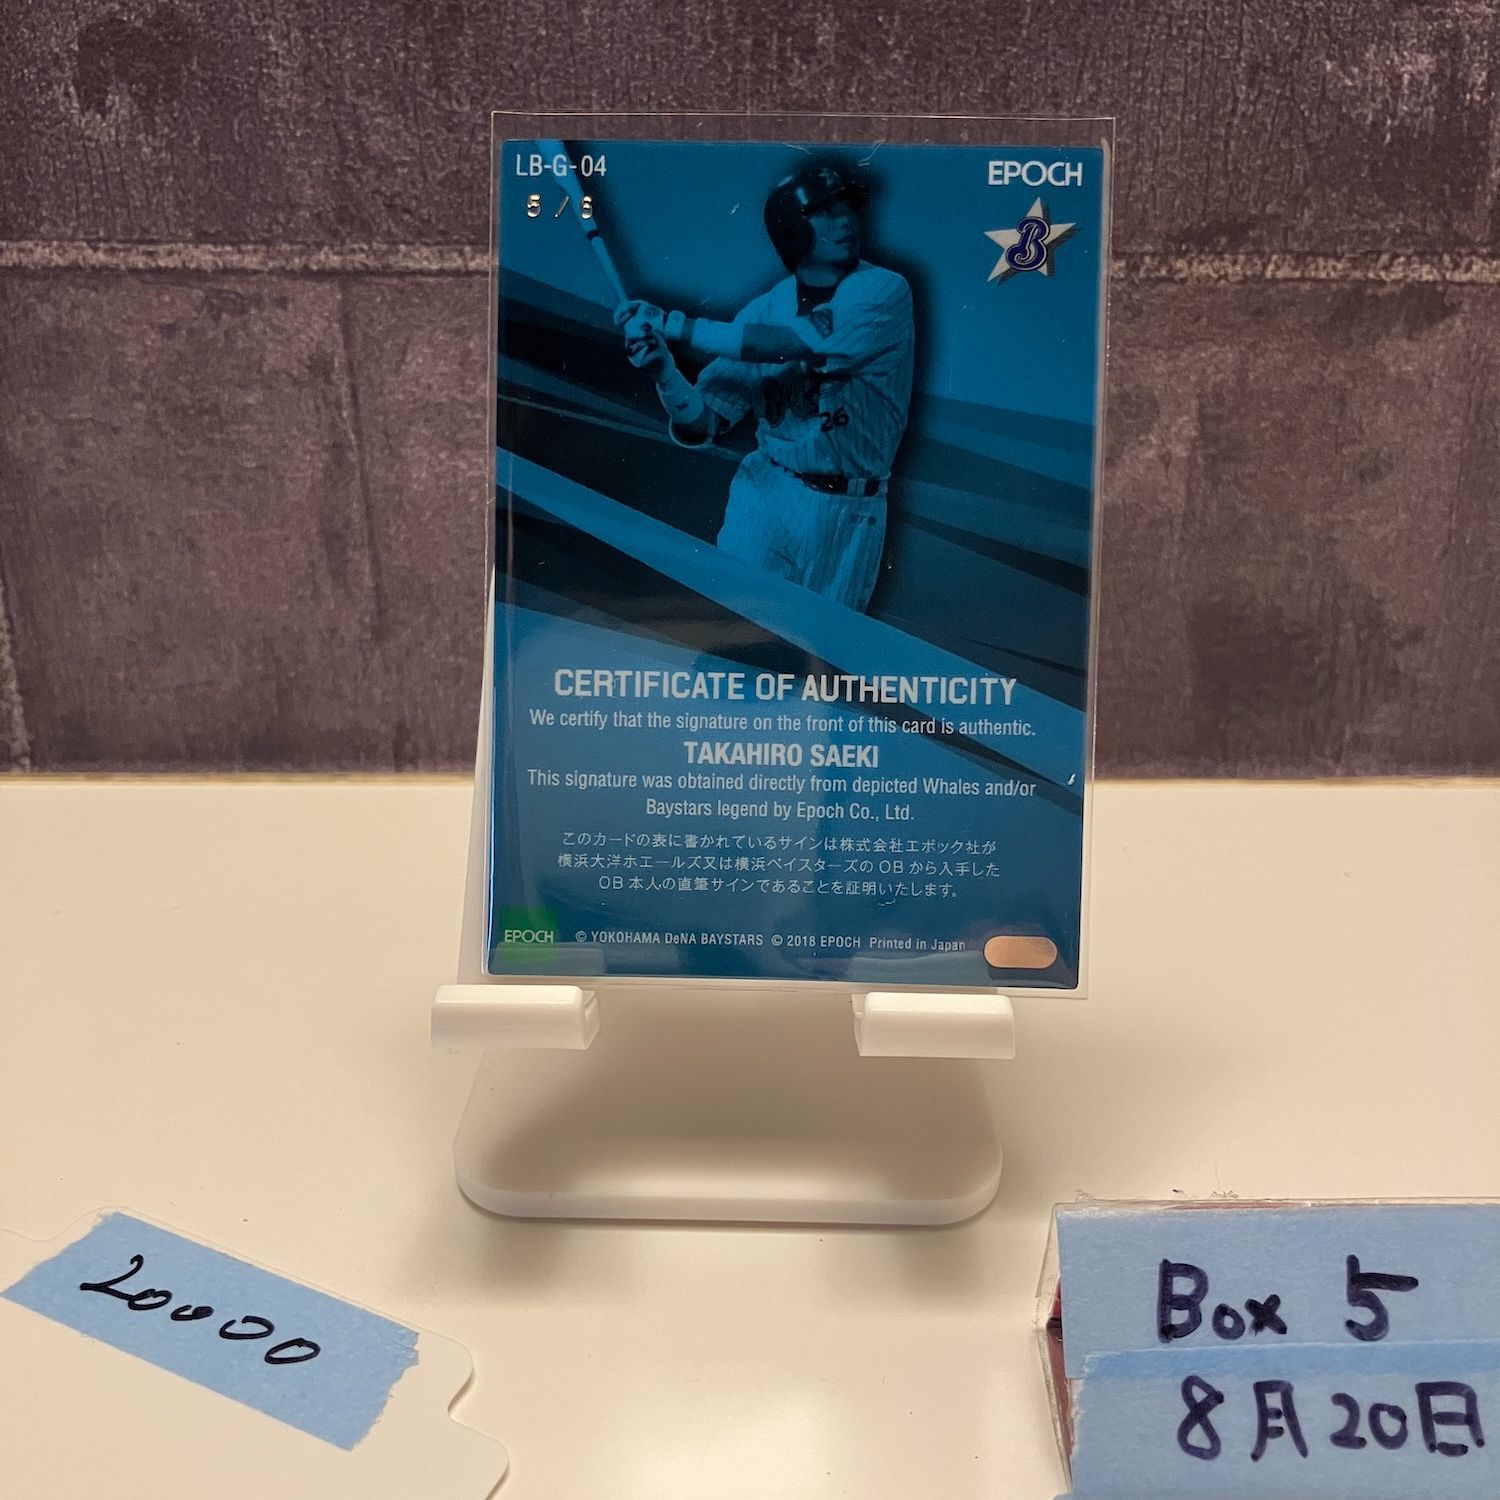 LB-G-04
5/6
EPOCH
B
26
CERTIFICATE OF AUTHENTICITY
We certify that the signature on the front of this card is authentic.
TAKAHIRO SAEKI
This signature was obtained directly from depicted Whales and/or
Baystars legend by Epoch Co., Ltd.
このカードの表に書かれているサインは株式会社エポック社が
横浜大洋ホエールズ又は横浜ベイスターズの OB から入手した
OB 本人の直筆サインであることを証明いたします。
EPOCH
© YOKOHAMA DeNA BAYSTARS © 2018 EPOCH Printed in Japan
20000
Box 5
8月20日